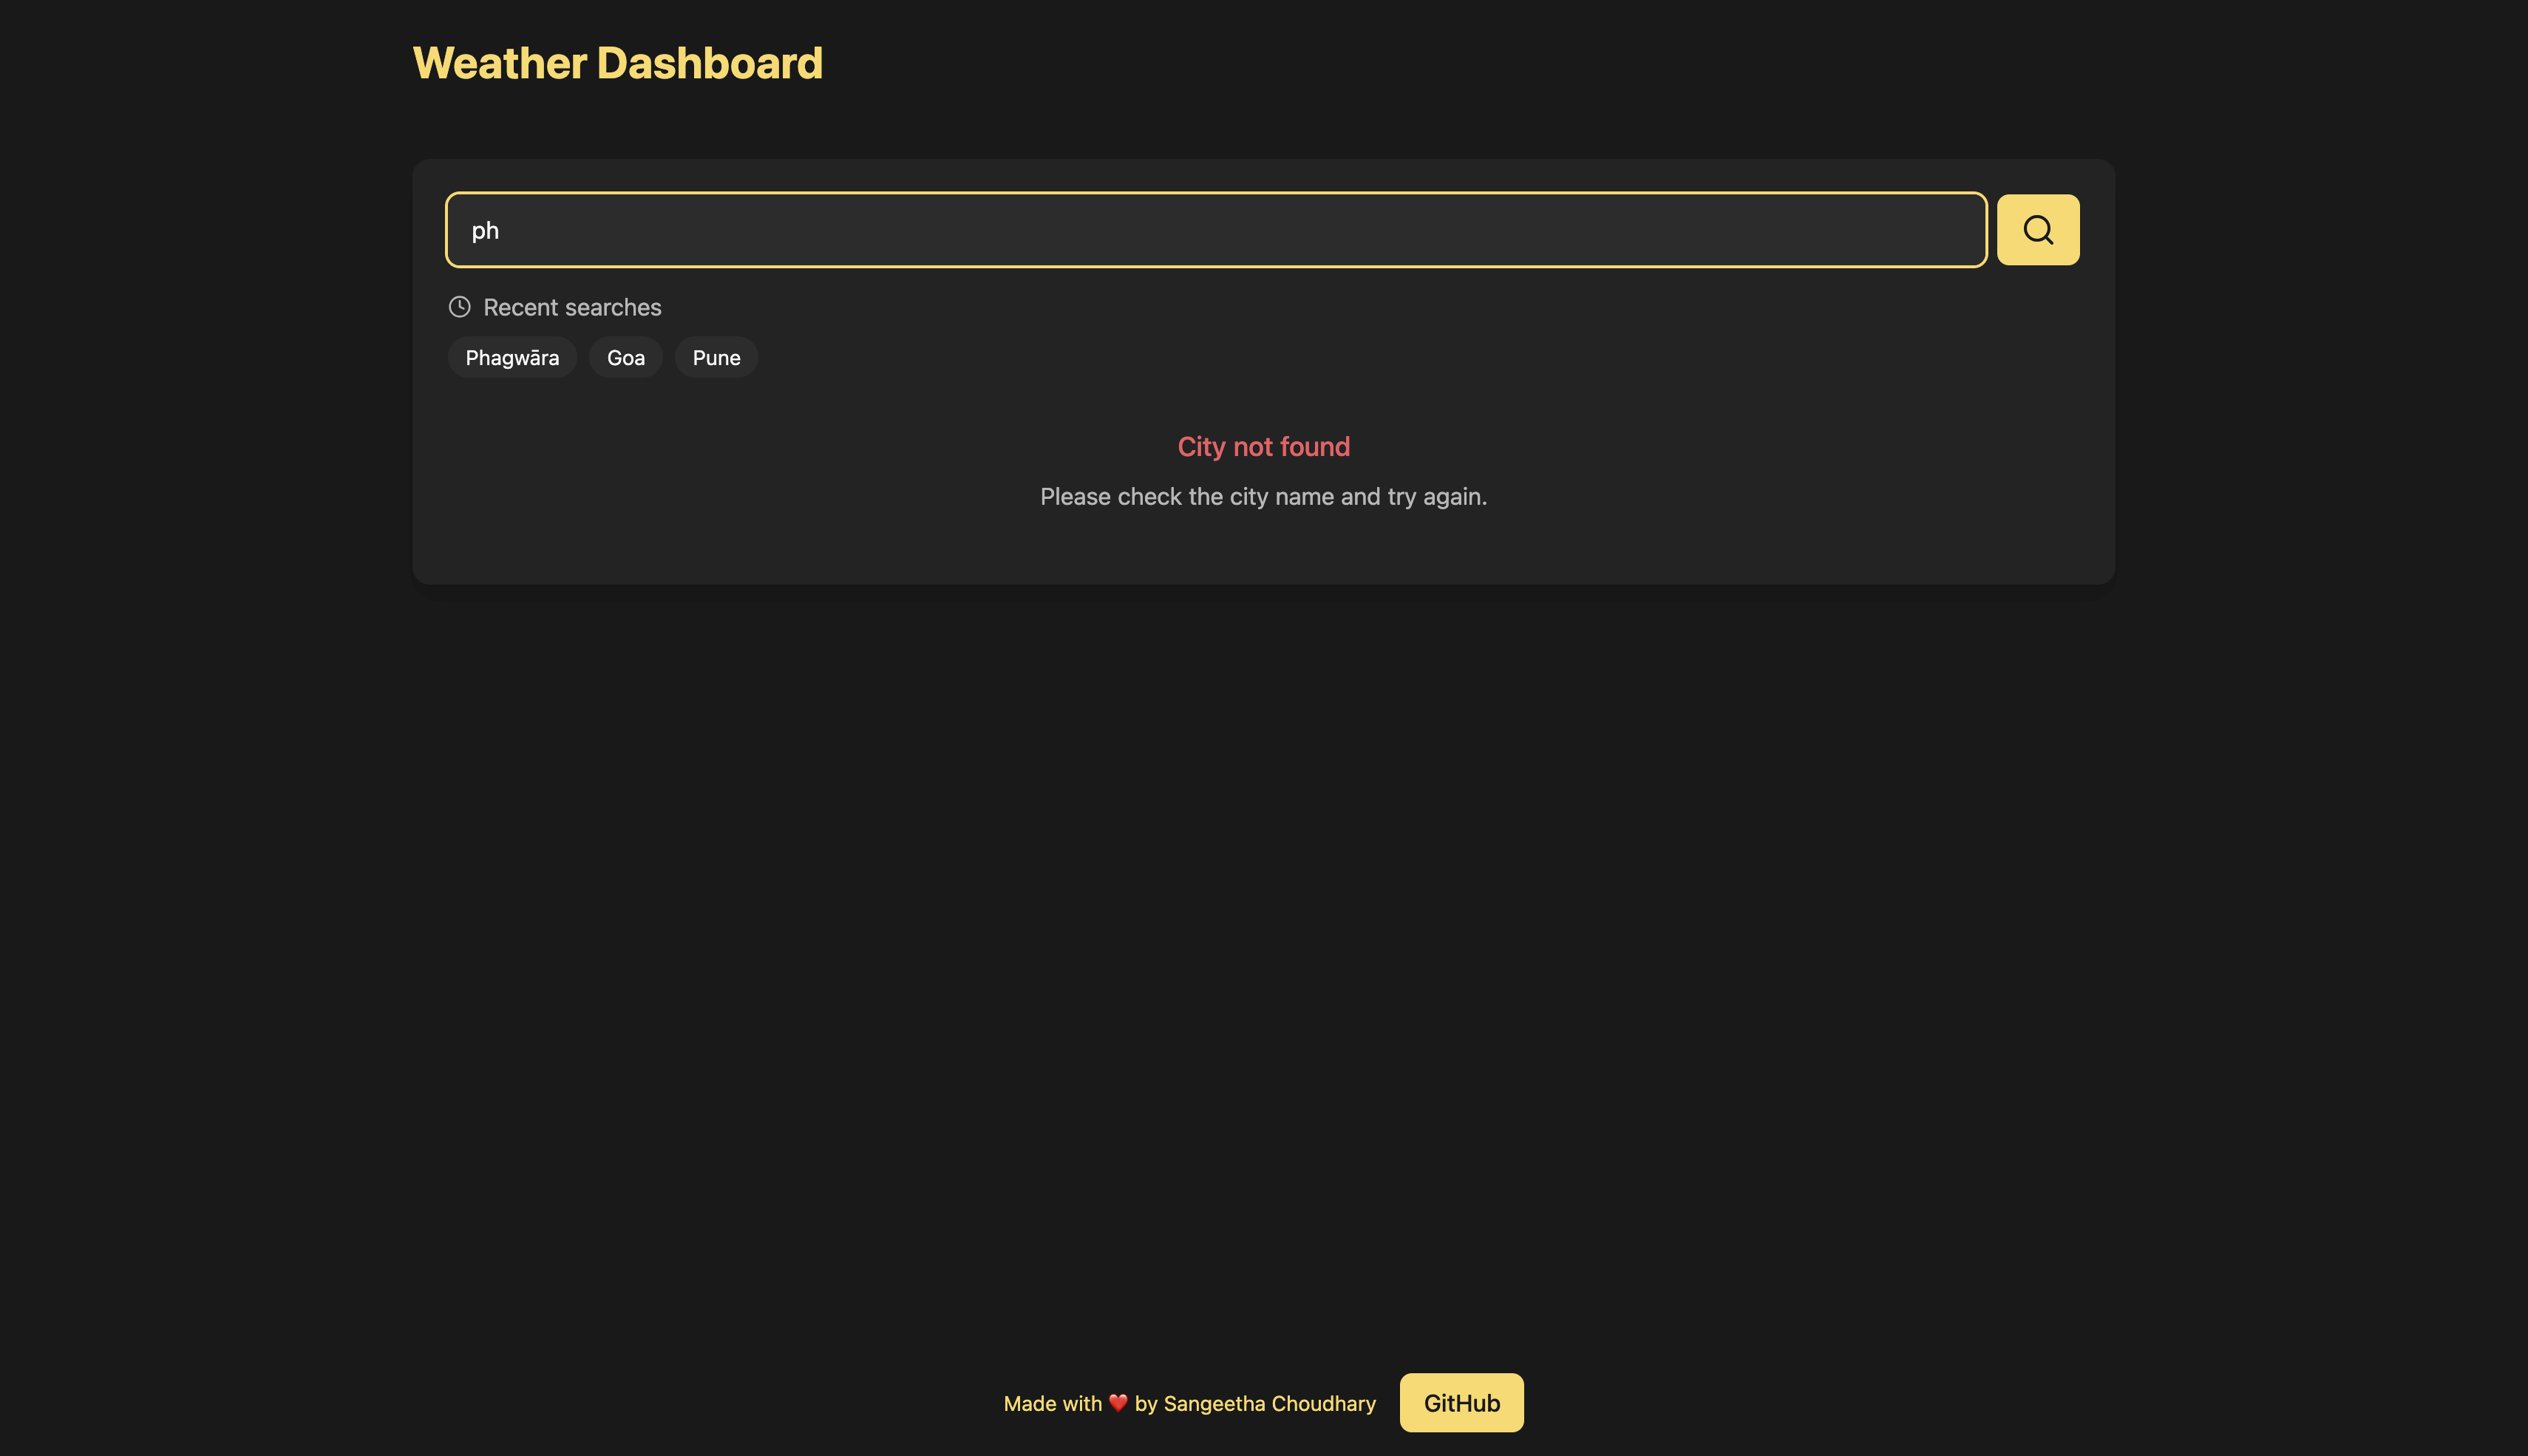 Weather Dashboard
ph
Recent searches
Phagwāra Goa Pune
City not found
Please check the city name and try again.
Made with ❤️ by Sangeetha Choudhary GitHub